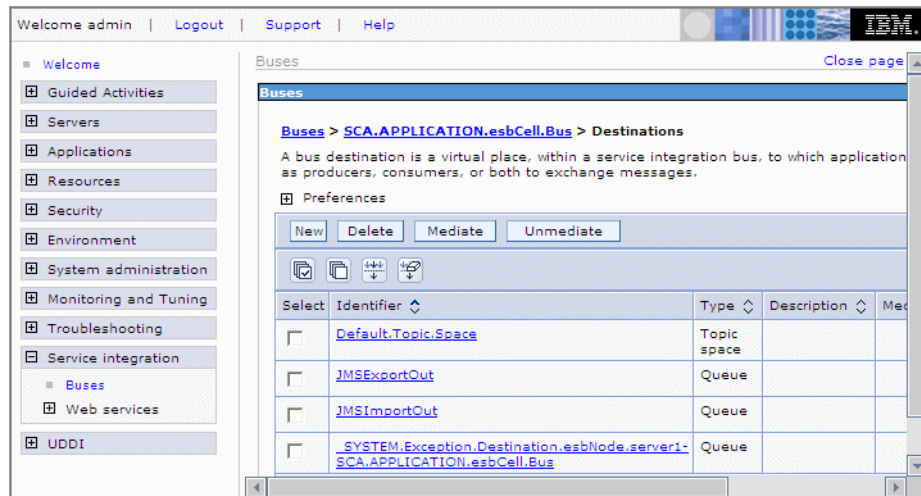 Welcome admin | Logout | Support | Help
IBM.
Welcome
Guided Activities
Servers
Applications
Resources
Security
Environment
System administration
Monitoring and Tuning
Troubleshooting
Service integration
Buses
Web services
UDDI
Buses
Close page
Buses
Buses > SCA.APPLICATION.esbCell.Bus > Destinations
A bus destination is a virtual place, within a service integration bus, to which application
as producers, consumers, or both to exchange messages.
Preferences
New Delete Mediate Unmediate
Select Identifier Type Description Med
Default.Topic.Space Topic
space
JMSExportOut Queue
JMSImportOut Queue
_SYSTEM.Exception.Destination.esbNode.server1- Queue
SCA.APPLICATION.esbCell.Bus